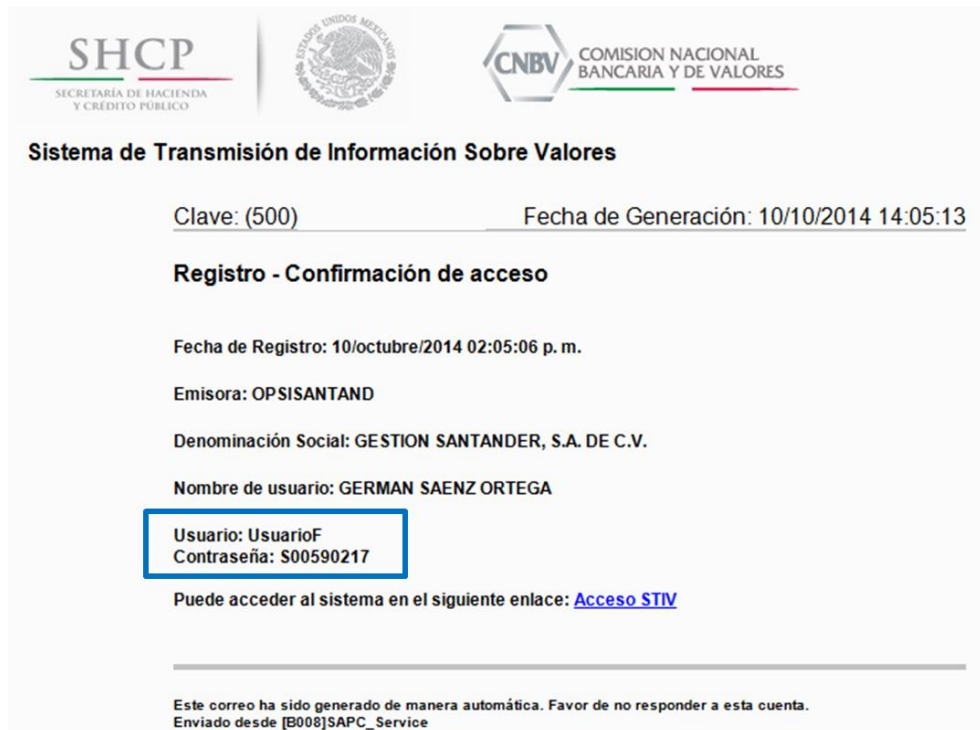 SHCP
SECRETARÍA DE HACIENDA
Y CRÉDITO PÚBLICO
ESTADOS UNIDOS MEXICANOS
CNBV
COMISION NACIONAL
BANCARIA Y DE VALORES
Sistema de Transmisión de Información Sobre Valores
Clave: (500) Fecha de Generación: 10/10/2014 14:05:13
Registro - Confirmación de acceso
Fecha de Registro: 10/octubre/2014 02:05:06 p. m.
Emisora: OPSISANTAND
Denominación Social: GESTION SANTANDER, S.A. DE C.V.
Nombre de usuario: GERMAN SAENZ ORTEGA
Usuario: UsuarioF
Contraseña: S00590217
Puede acceder al sistema en el siguiente enlace: Acceso STIV
Este correo ha sido generado de manera automática. Favor de no responder a esta cuenta.
Enviado desde [B008]SAPC_Service